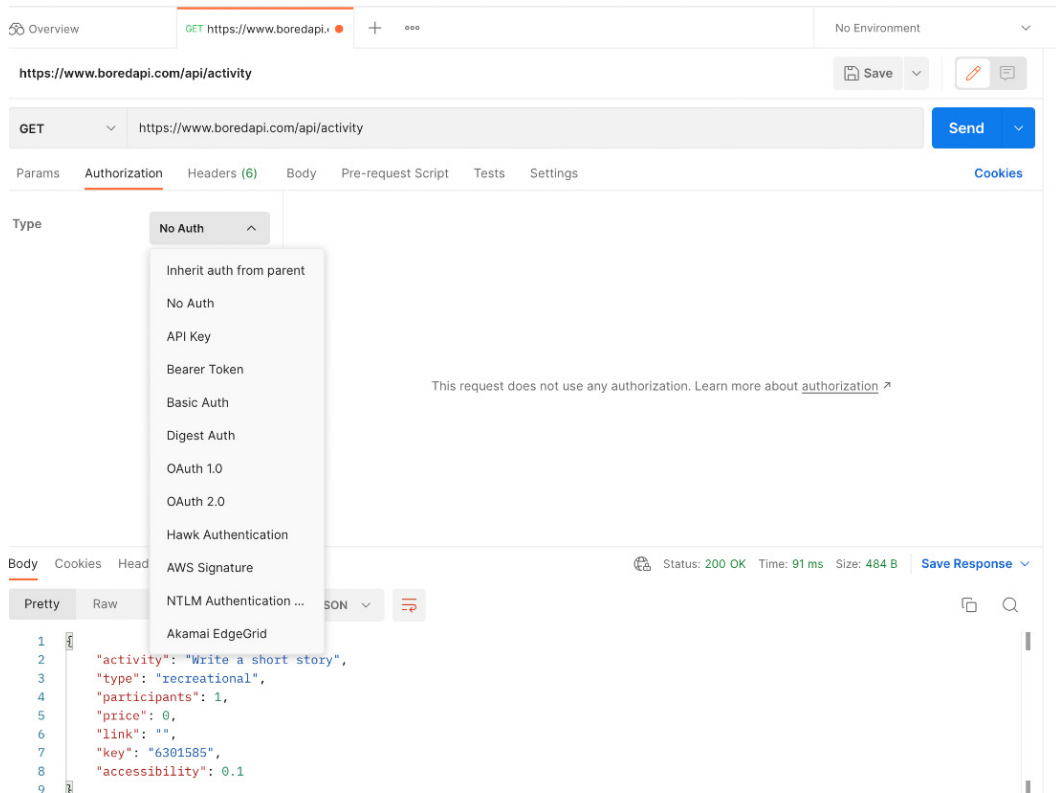 Overview
GET https://www.boredapi.
No Environment
https://www.boredapi.com/api/activity
Save
GET
https://www.boredapi.com/api/activity
Send
Params Authorization Headers (6) Body Pre-request Script Tests Settings Cookies
Type
No Auth
Inherit auth from parent
No Auth
API Key
Bearer Token
Basic Auth
Digest Auth
OAuth 1.0
OAuth 2.0
Hawk Authentication
AWS Signature
NTLM Authentication ...
Akamai EdgeGrid
This request does not use any authorization. Learn more about authorization ↗
Body Cookies Head
Status: 200 OK Time: 91 ms Size: 484 B Save Response
Pretty Raw SON
1 {
2 "activity": "Write a short story",
3 "type": "recreational",
4 "participants": 1,
5 "price": 0,
6 "link": "",
7 "key": "6301585",
8 "accessibility": 0.1
9 }